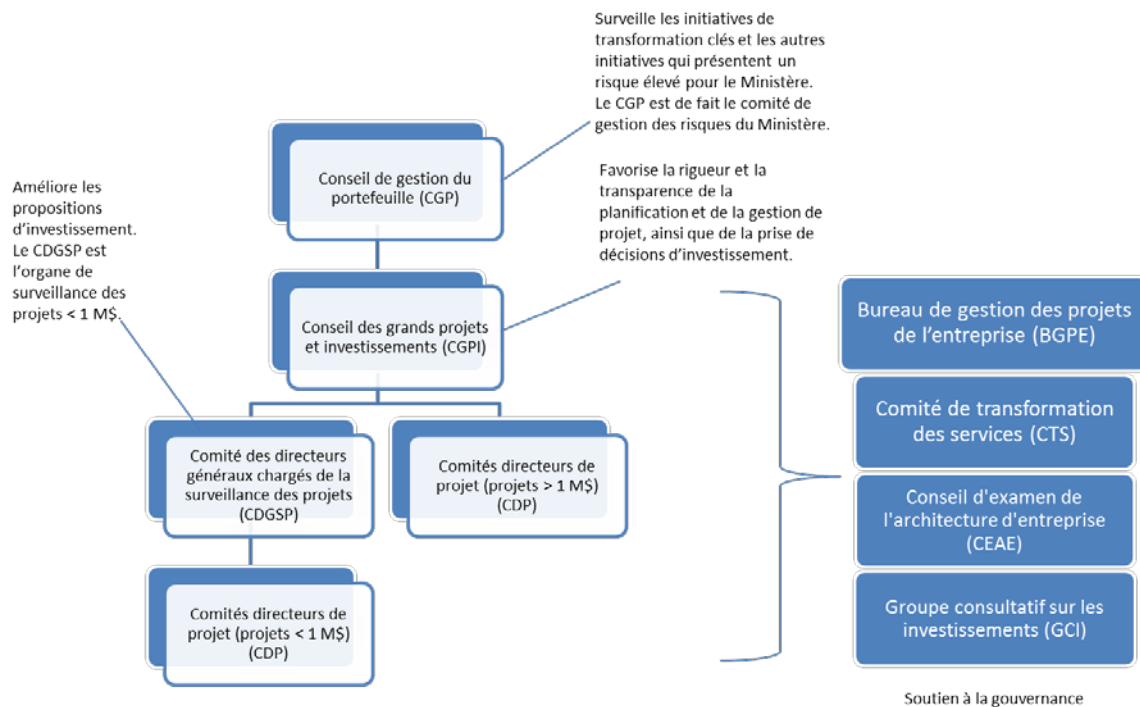 Surveille les initiatives de
transformation clés et les autres
initiatives qui présentent un
risque élevé pour le Ministère.
Le CGP est de fait le comité de
gestion des risques du Ministère.
Conseil de gestion du
portefeuille (CGP)
Favorise la rigueur et la
transparence de la
planification et de la gestion de
projet, ainsi que de la prise de
décisions d'investissement.
Améliore les
propositions
d'investissement.
Le CDGSP est
l'organe de
surveillance des
projets < 1 M$.
Conseil des grands projets
et investissements (CGPI)
Comité des directeurs
généraux chargés de la
surveillance des projets
(CDGSP)
Comités directeurs de
projet (projets > 1 M$)
(CDP)
Comités directeurs de
projet (projets < 1 M$)
(CDP)
Bureau de gestion des projets
de l'entreprise (BGPE)
Comité de transformation
des services (CTS)
Conseil d'examen de
l'architecture d'entreprise
(CEAE)
Groupe consultatif sur les
investissements (GCI)
Soutien à la gouvernance